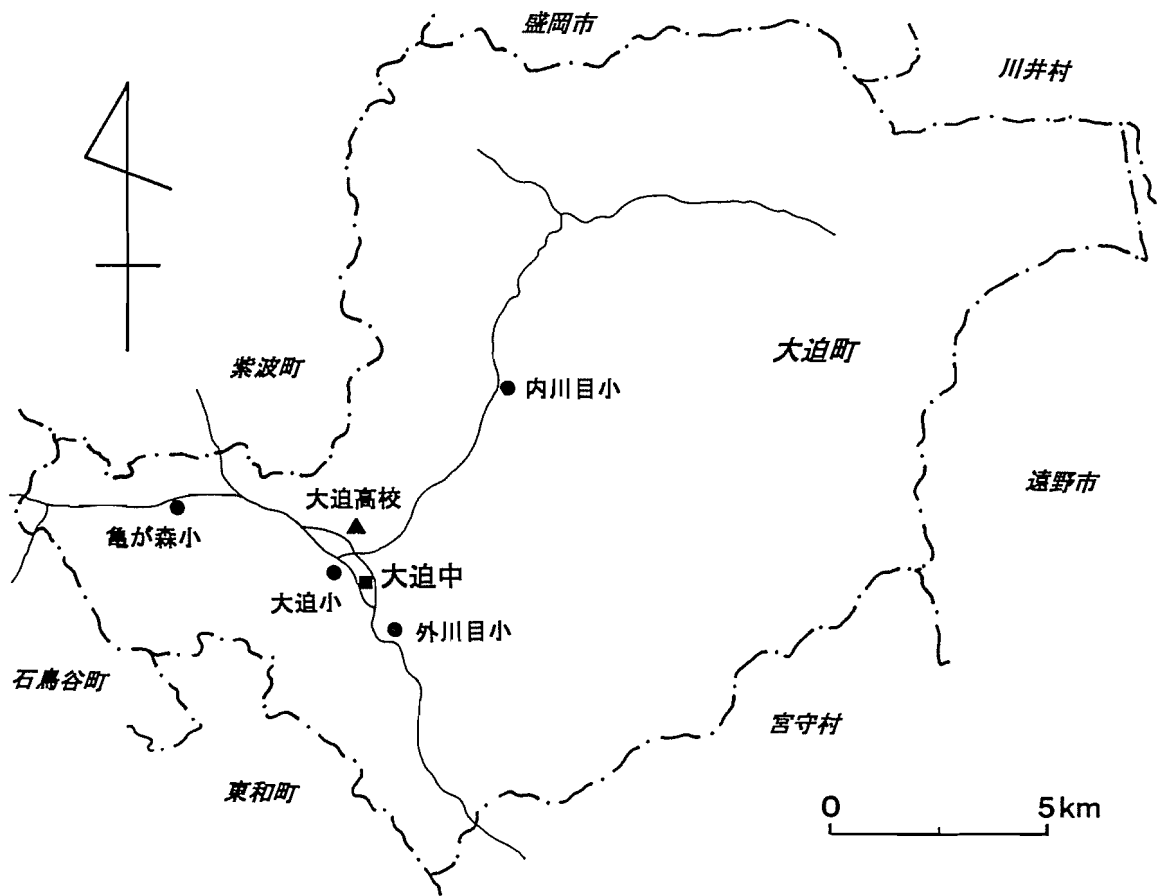 盛岡市
川井村
紫波町
大迫町
内川目小
遠野市
大迫高校
亀が森小
大迫中
大迫小
外川目小
石鳥谷町
宮守村
東和町
0 5km